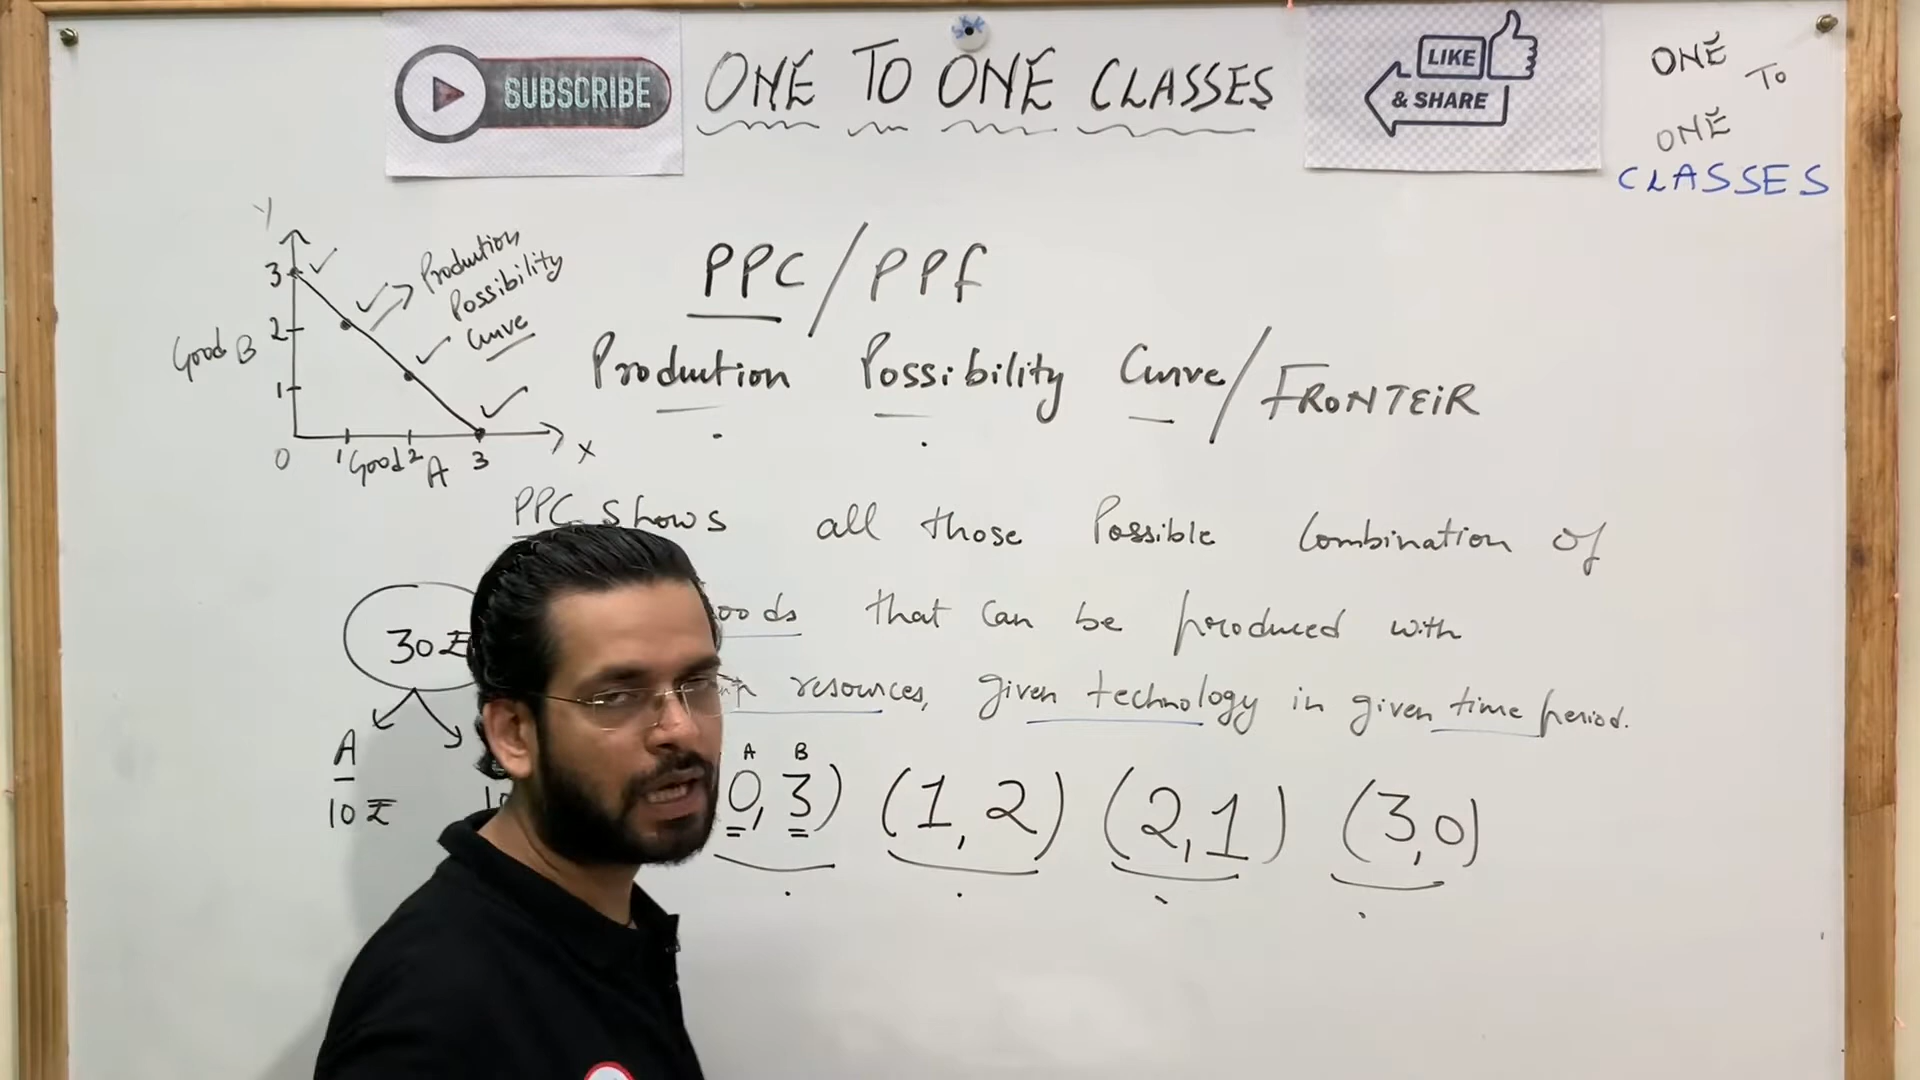 SUBSCRIBE
ONE TO ONE CLASSES
LIKE
& SHARE
ONE
TO
ONE
CLASSES
Y
3
2
1
0
1
2
3
X
Good B
Good A
Production
Possibility
Curve
PPC/PPf
Production Possibility Curve/FRONTEiR
PPC shows all those Possible Combination of
that can be produced with
resources, given technology in given time period.
30₹
A
10₹
10
A B
0,3) (1,2) (2,1) (3,0)